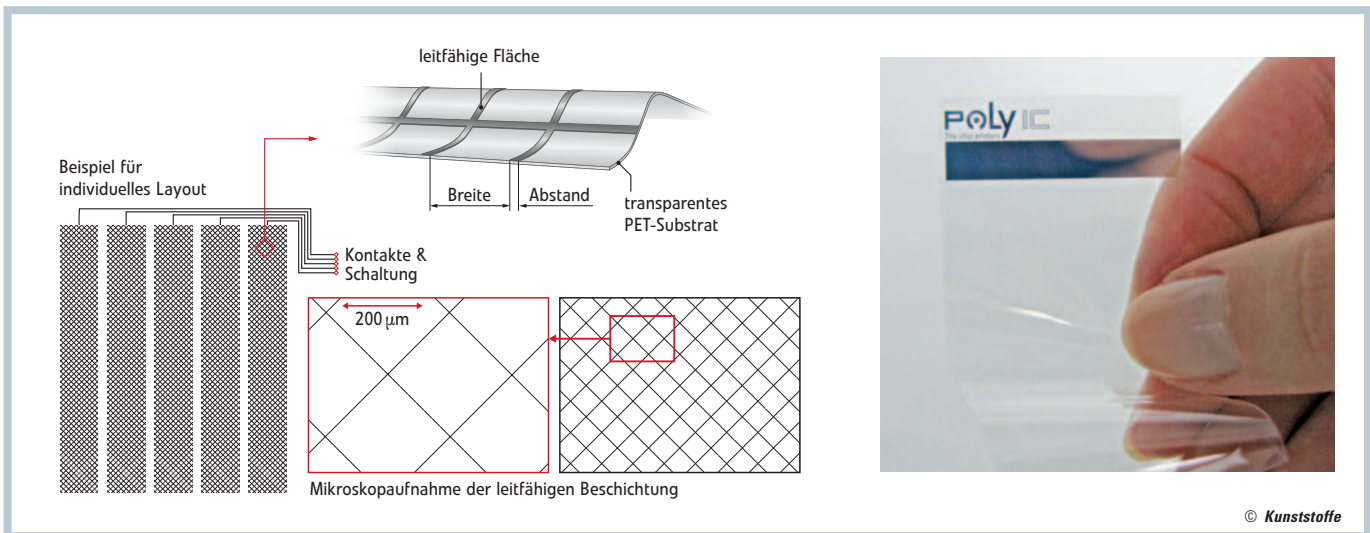 leitfähige Fläche
Beispiel für
individuelles Layout
Breite
Abstand
transparentes
PET-Substrat
Kontakte &
Schaltung
200 µm
Mikroskopaufnahme der leitfähigen Beschichtung
POLY IC
The chip printers
© Kunststoffe